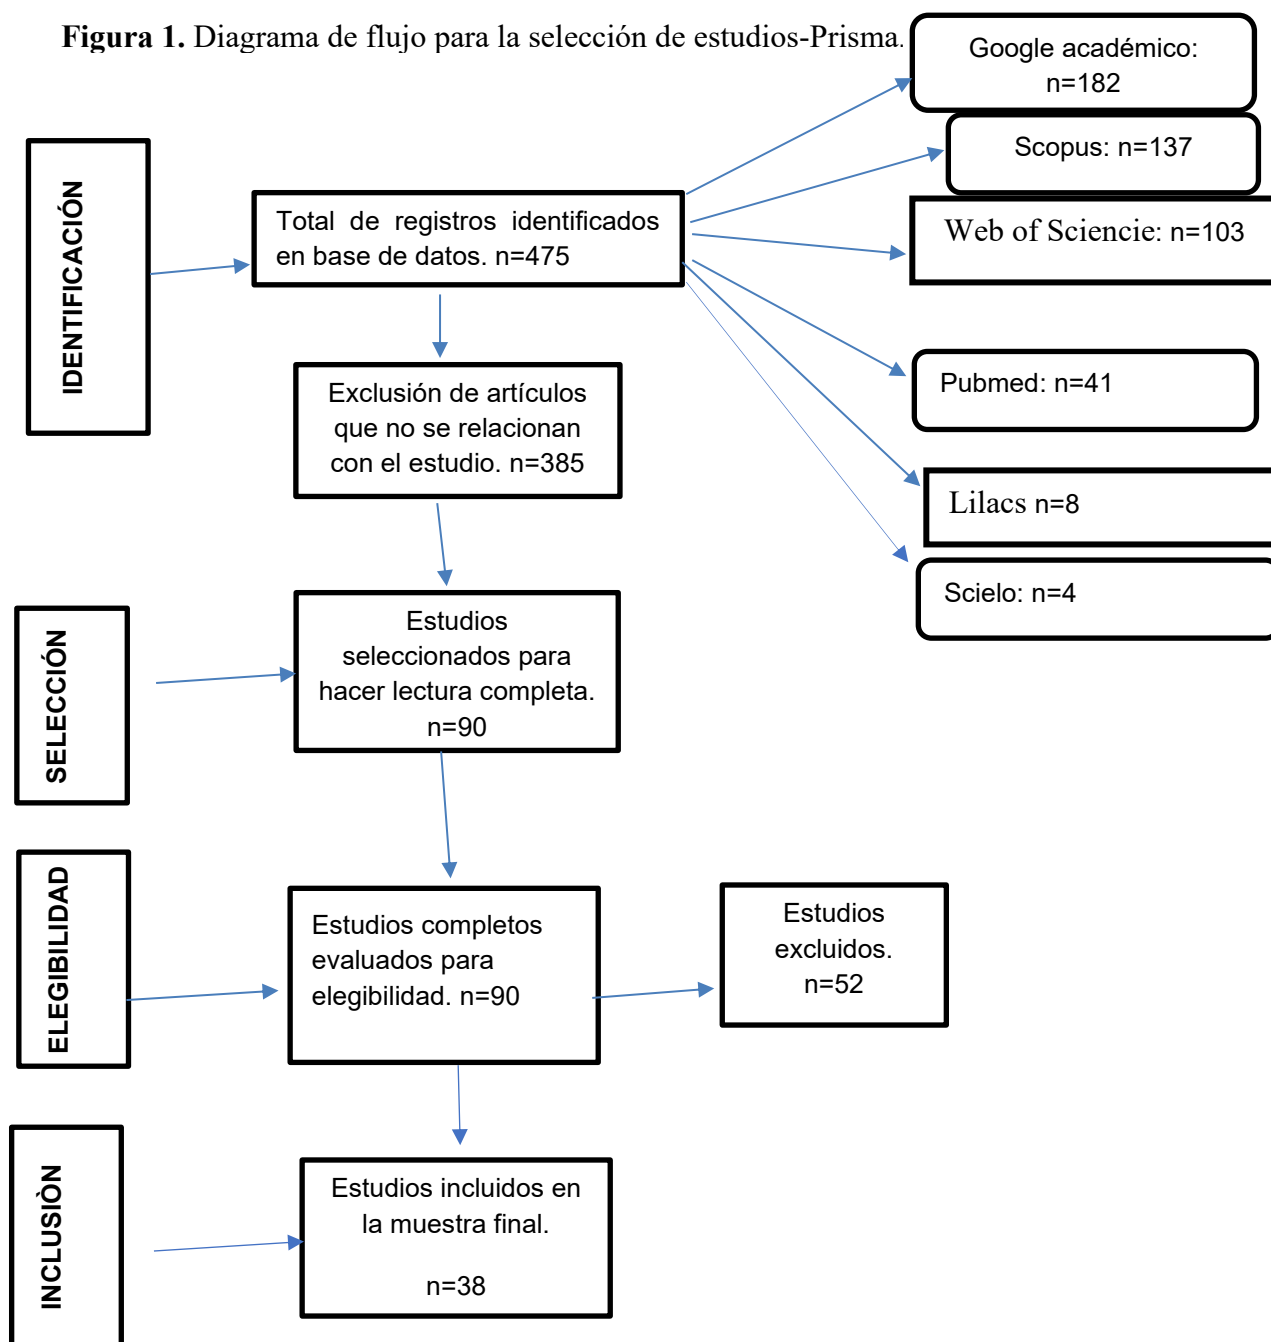 Figura 1. Diagrama de flujo para la selección de estudios-Prisma.
Google académico:
n=182
Scopus: n=137
Web of Sciencie: n=103
Pubmed: n=41
Lilacs n=8
Scielo: n=4
IDENTIFICACIÓN
Total de registros identificados
en base de datos. n=475
Exclusión de artículos
que no se relacionan
con el estudio. n=385
SELECCIÓN
Estudios
seleccionados para
hacer lectura completa.
n=90
ELEGIBILIDAD
Estudios completos
evaluados para
elegibilidad. n=90
Estudios
excluidos.
n=52
INCLUSIÒN
Estudios incluidos en
la muestra final.
n=38